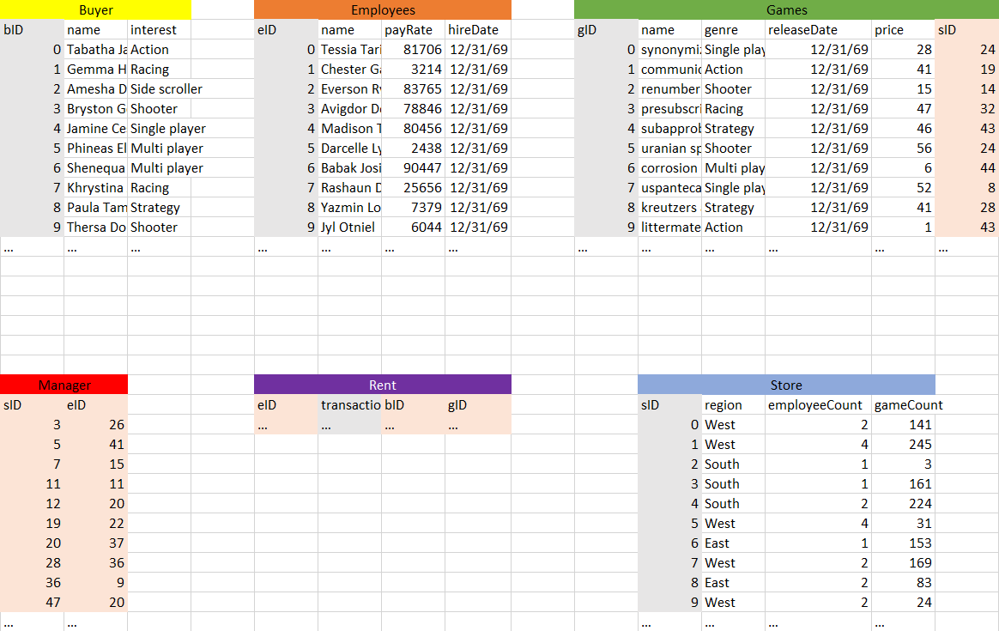 Buyer Employees Games
bID name interest eID name payRate hireDate gID name genre releaseDate price sID
0 Tabatha Ja Action 0 Tessia Tari 81706 12/31/69 0 synonymi Single play 12/31/69 28 24
1 Gemma H Racing 1 Chester Ga 3214 12/31/69 1 communic Action 12/31/69 41 19
2 Amesha D Side scroller 2 Everson Ry 83765 12/31/69 2 renumber Shooter 12/31/69 15 14
3 Bryston G Shooter 3 Avigdor De 78846 12/31/69 3 presubscri Racing 12/31/69 47 32
4 Jamine Ce Single player 4 Madison T 80456 12/31/69 4 subapprob Strategy 12/31/69 46 43
5 Phineas El Multi player 5 Darcelle Ly 2438 12/31/69 5 uranian sp Shooter 12/31/69 56 24
6 Shenequa Multi player 6 Babak Josi 90447 12/31/69 6 corrosion Multi play 12/31/69 6 44
7 Khrystina Racing 7 Rashaun D 25656 12/31/69 7 uspanteca Single play 12/31/69 52 8
8 Paula Tam Strategy 8 Yazmin Lo 7379 12/31/69 8 kreutzers Strategy 12/31/69 41 28
9 Thersa Do Shooter 9 Jyl Otniel 6044 12/31/69 9 littermate Action 12/31/69 1 43
... ... ... ... ... ... ... ... ... ... ... ... ...
Manager Rent Store
sID eID eID transactio bID gID sID region employeeCount gameCount
3 26 ... ... ... ... 0 West 2 141
5 41 1 West 4 245
7 15 2 South 1 3
11 11 3 South 1 161
12 20 4 South 2 224
19 22 5 West 4 31
20 37 6 East 1 153
28 36 7 West 2 169
36 9 8 East 2 83
47 20 9 West 2 24
... ... ... ... ... ...